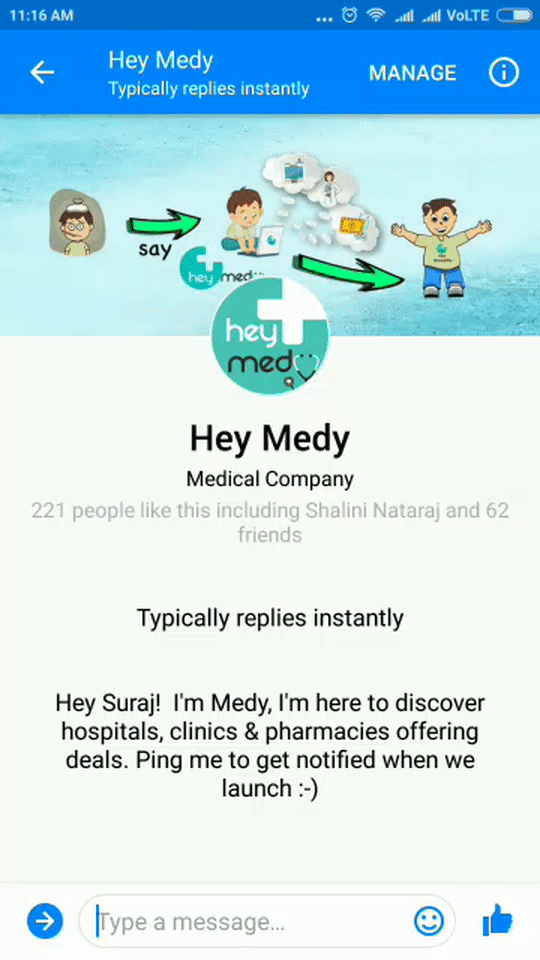 11:16 AM
... VoLTE
Hey Medy
Typically replies instantly
MANAGE
say
hey med
hey
med
Hey Medy
Medical Company
221 people like this including Shalini Nataraj and 62
friends
Typically replies instantly
Hey Suraj!  I'm Medy, I'm here to discover
hospitals, clinics & pharmacies offering
deals. Ping me to get notified when we
launch :-)
Type a message...